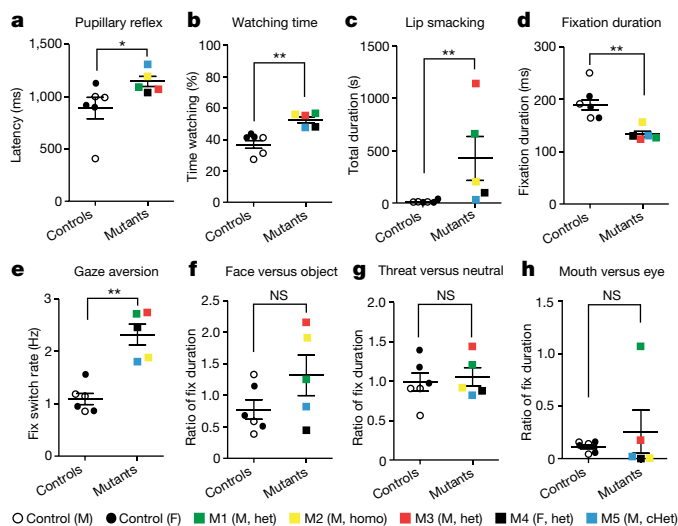 a Pupillary reflex
*
Latency (ms)
1,500
1,000
500
0
Controls
Mutants
b Watching time
**
Time watching (%)
100
80
60
40
20
0
Controls
Mutants
c Lip smacking
**
Total duration (s)
1500
1000
500
0
Controls
Mutants
d Fixation duration
**
Fixation duration (ms)
300
200
100
0
Controls
Mutants
e Gaze aversion
**
Fix switch rate (Hz)
3
2
1
0
Controls
Mutants
f Face versus object
NS
Ratio of fix duration
2.5
2.0
1.5
1.0
0.5
0
Controls
Mutants
g Threat versus neutral
NS
Ratio of fix duration
2.0
1.5
1.0
0.5
0
Controls
Mutants
h Mouth versus eye
NS
Ratio of fix duration
1.5
1.0
0.5
0
Controls
Mutants
Control (M) Control (F) M1 (M, het) M2 (M, homo) M3 (M, het) M4 (F, het) M5 (M, cHet)